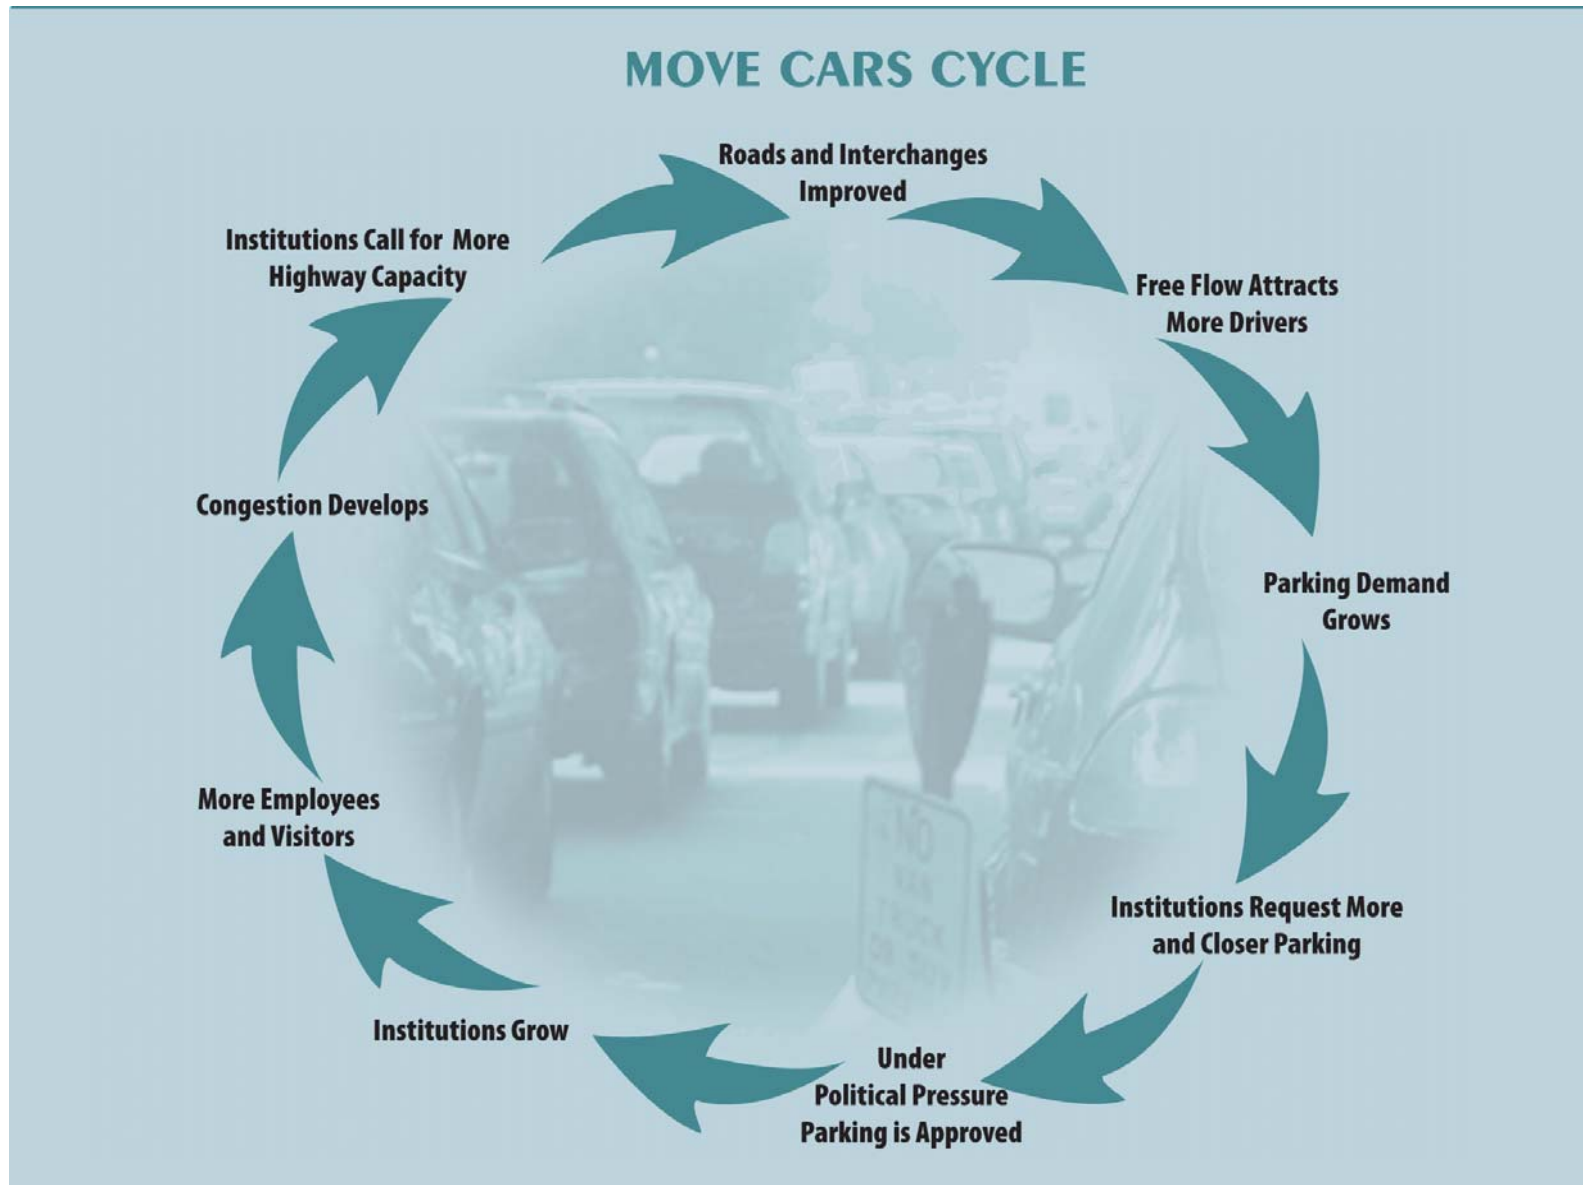 MOVE CARS CYCLE
Roads and Interchanges
Improved
Free Flow Attracts
More Drivers
Parking Demand
Grows
Institutions Request More
and Closer Parking
Under
Political Pressure
Parking is Approved
Institutions Grow
More Employees
and Visitors
Congestion Develops
Institutions Call for More
Highway Capacity
NO
TRUCK